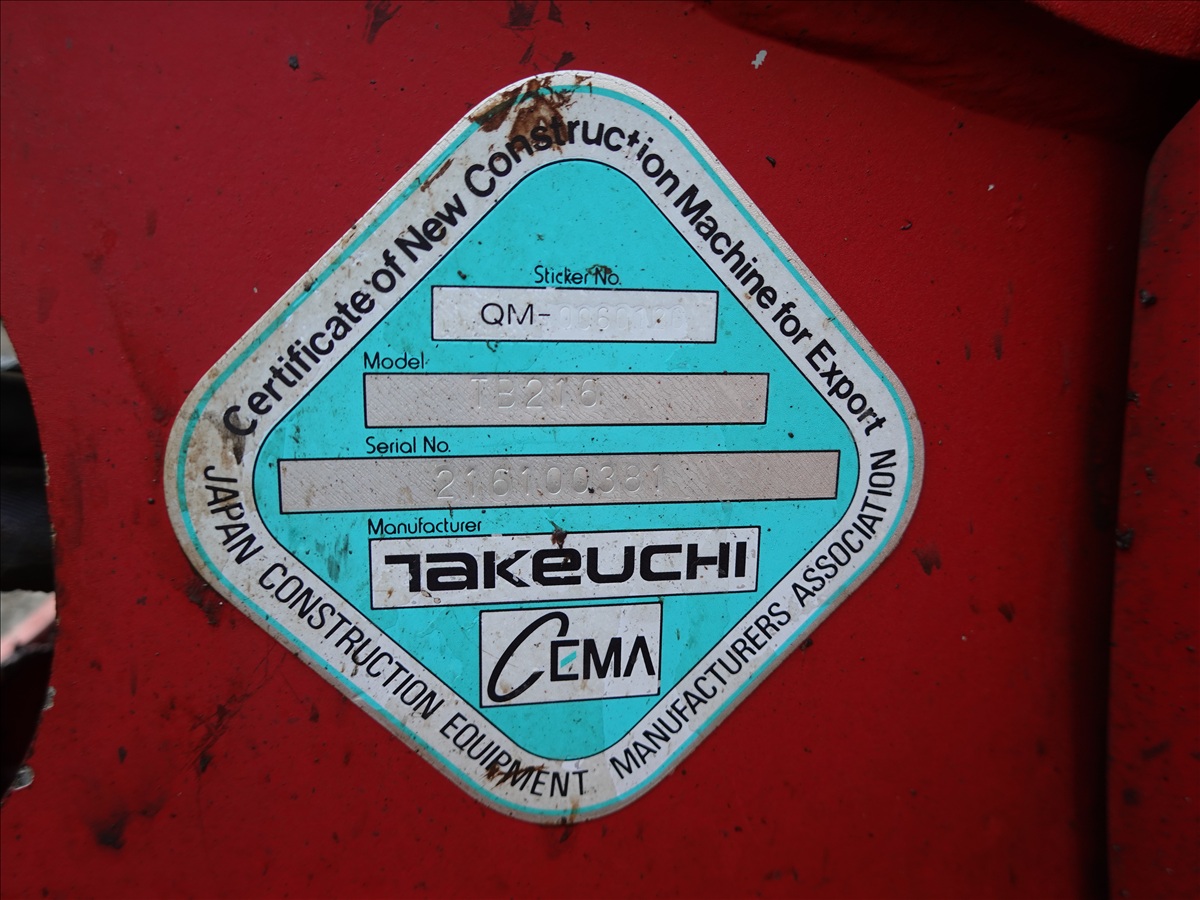 Certificate of New Construction Machine for Export
Sticker No.
QM-
Model
TB216
Serial No.
216100381
Manufacturer
TAKEUCHI
CEMA
JAPAN CONSTRUCTION EQUIPMENT MANUFACTURERS ASSOCIATION